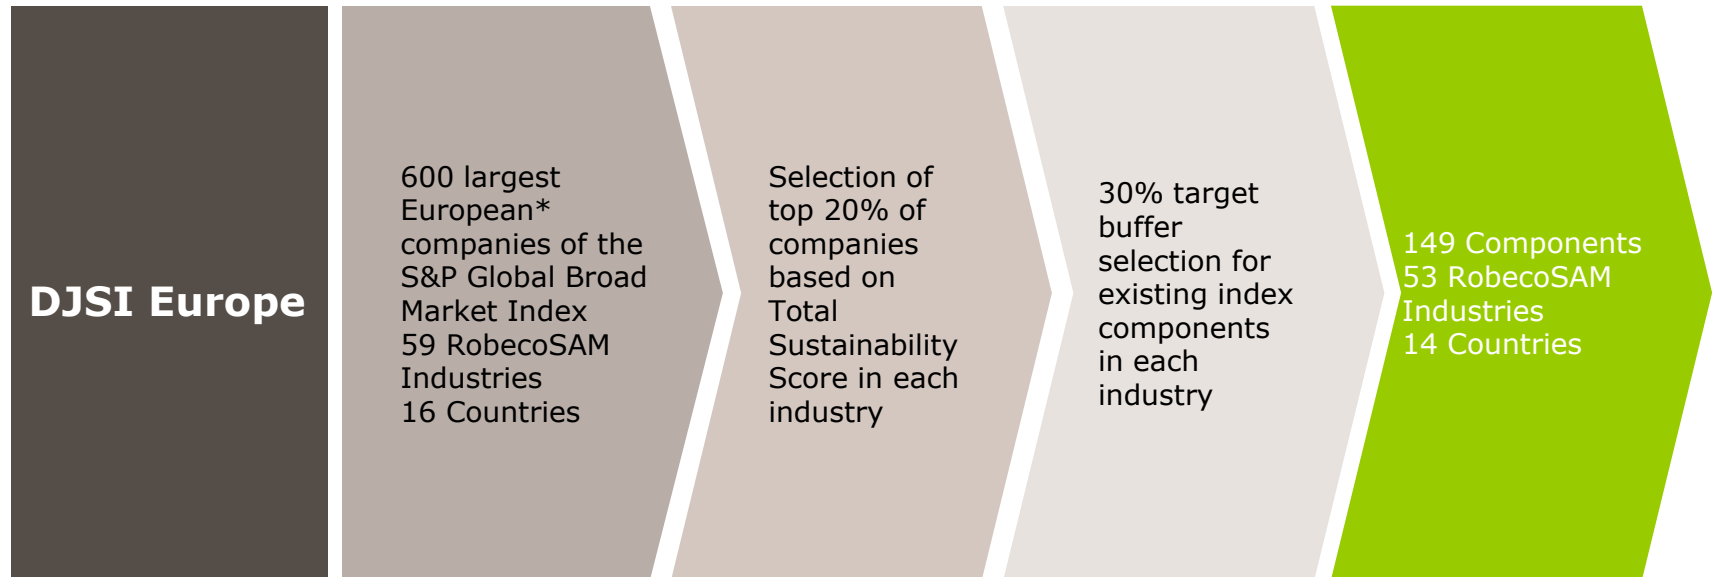 DJSI Europe
600 largest
European*
companies of the
S&P Global Broad
Market Index
59 RobecoSAM
Industries
16 Countries
Selection of
top 20% of
companies
based on
Total
Sustainability
Score in each
industry
30% target
buffer
selection for
existing index
components
in each
industry
149 Components
53 RobecoSAM
Industries
14 Countries